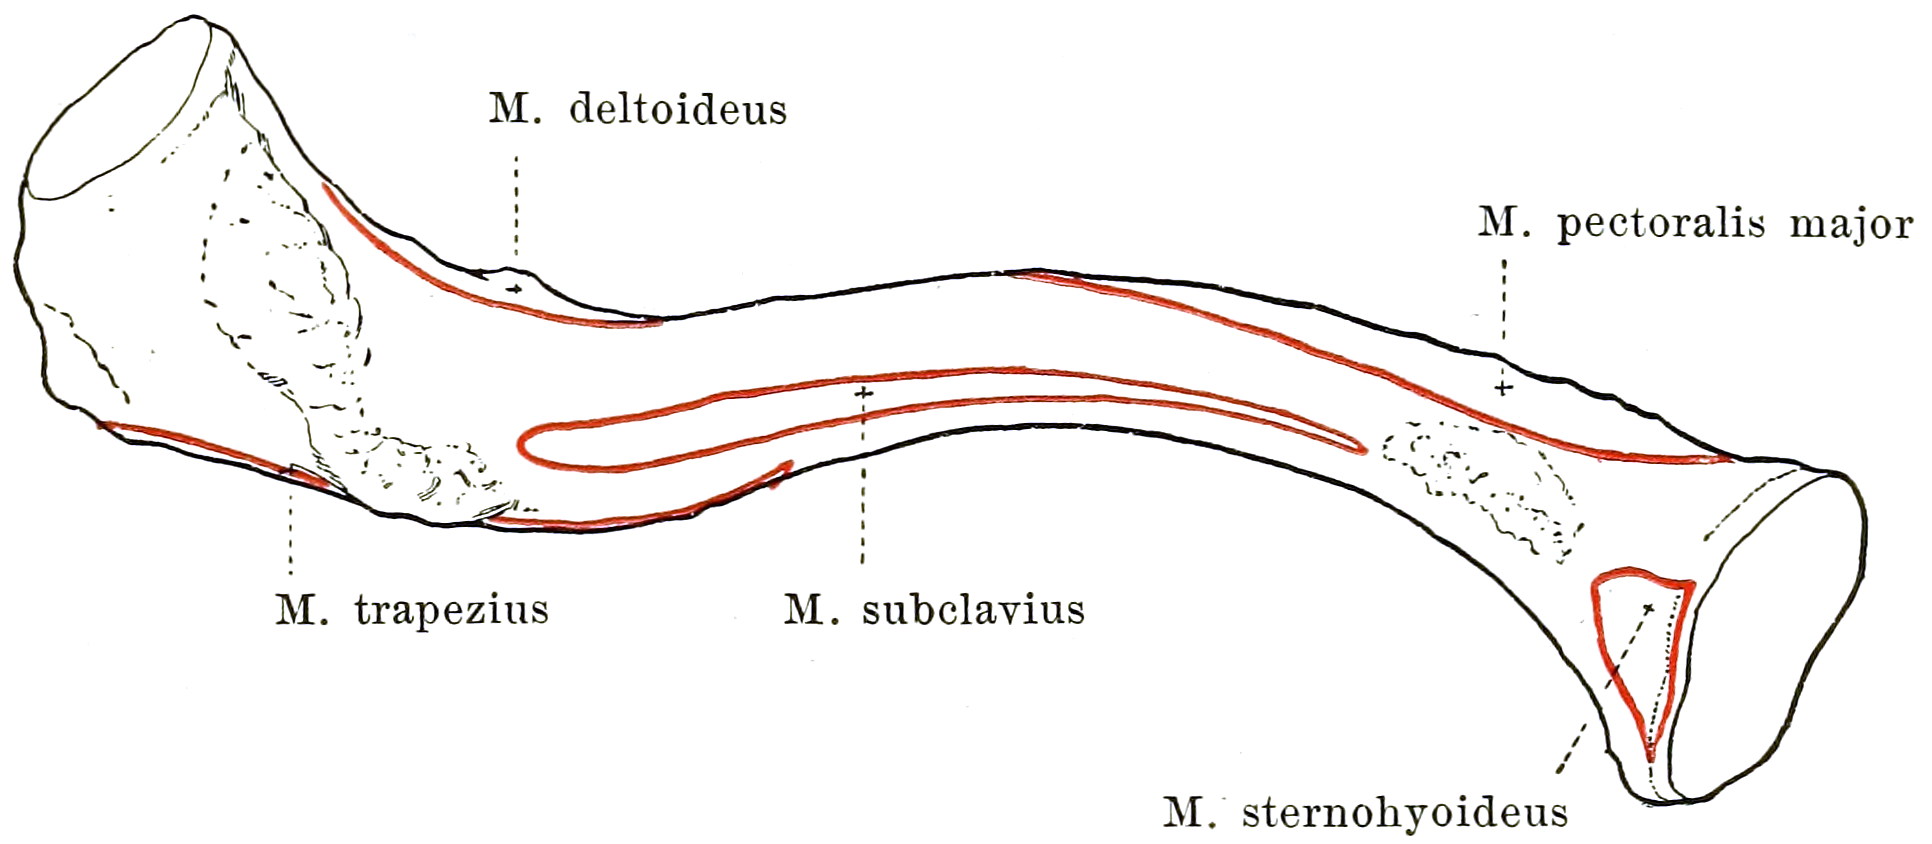 M. deltoideus
M. pectoralis major
M. trapezius
M. subclavius
M. sternohyoideus